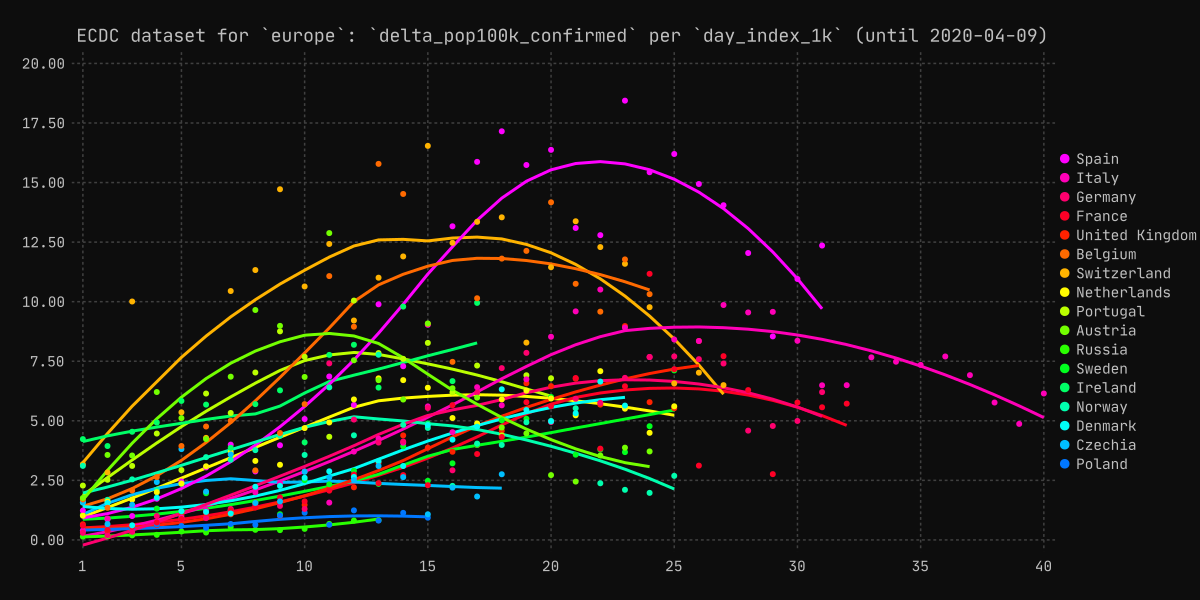 ECDC dataset for `europe`: `delta_pop100k_confirmed` per `day_index_1k` (until 2020-04-09)
20.00
17.50
15.00
12.50
10.00
7.50
5.00
2.50
0.00
1 5 10 15 20 25 30 35 40
Spain
Italy
Germany
France
United Kingdom
Belgium
Switzerland
Netherlands
Portugal
Austria
Russia
Sweden
Ireland
Norway
Denmark
Czechia
Poland